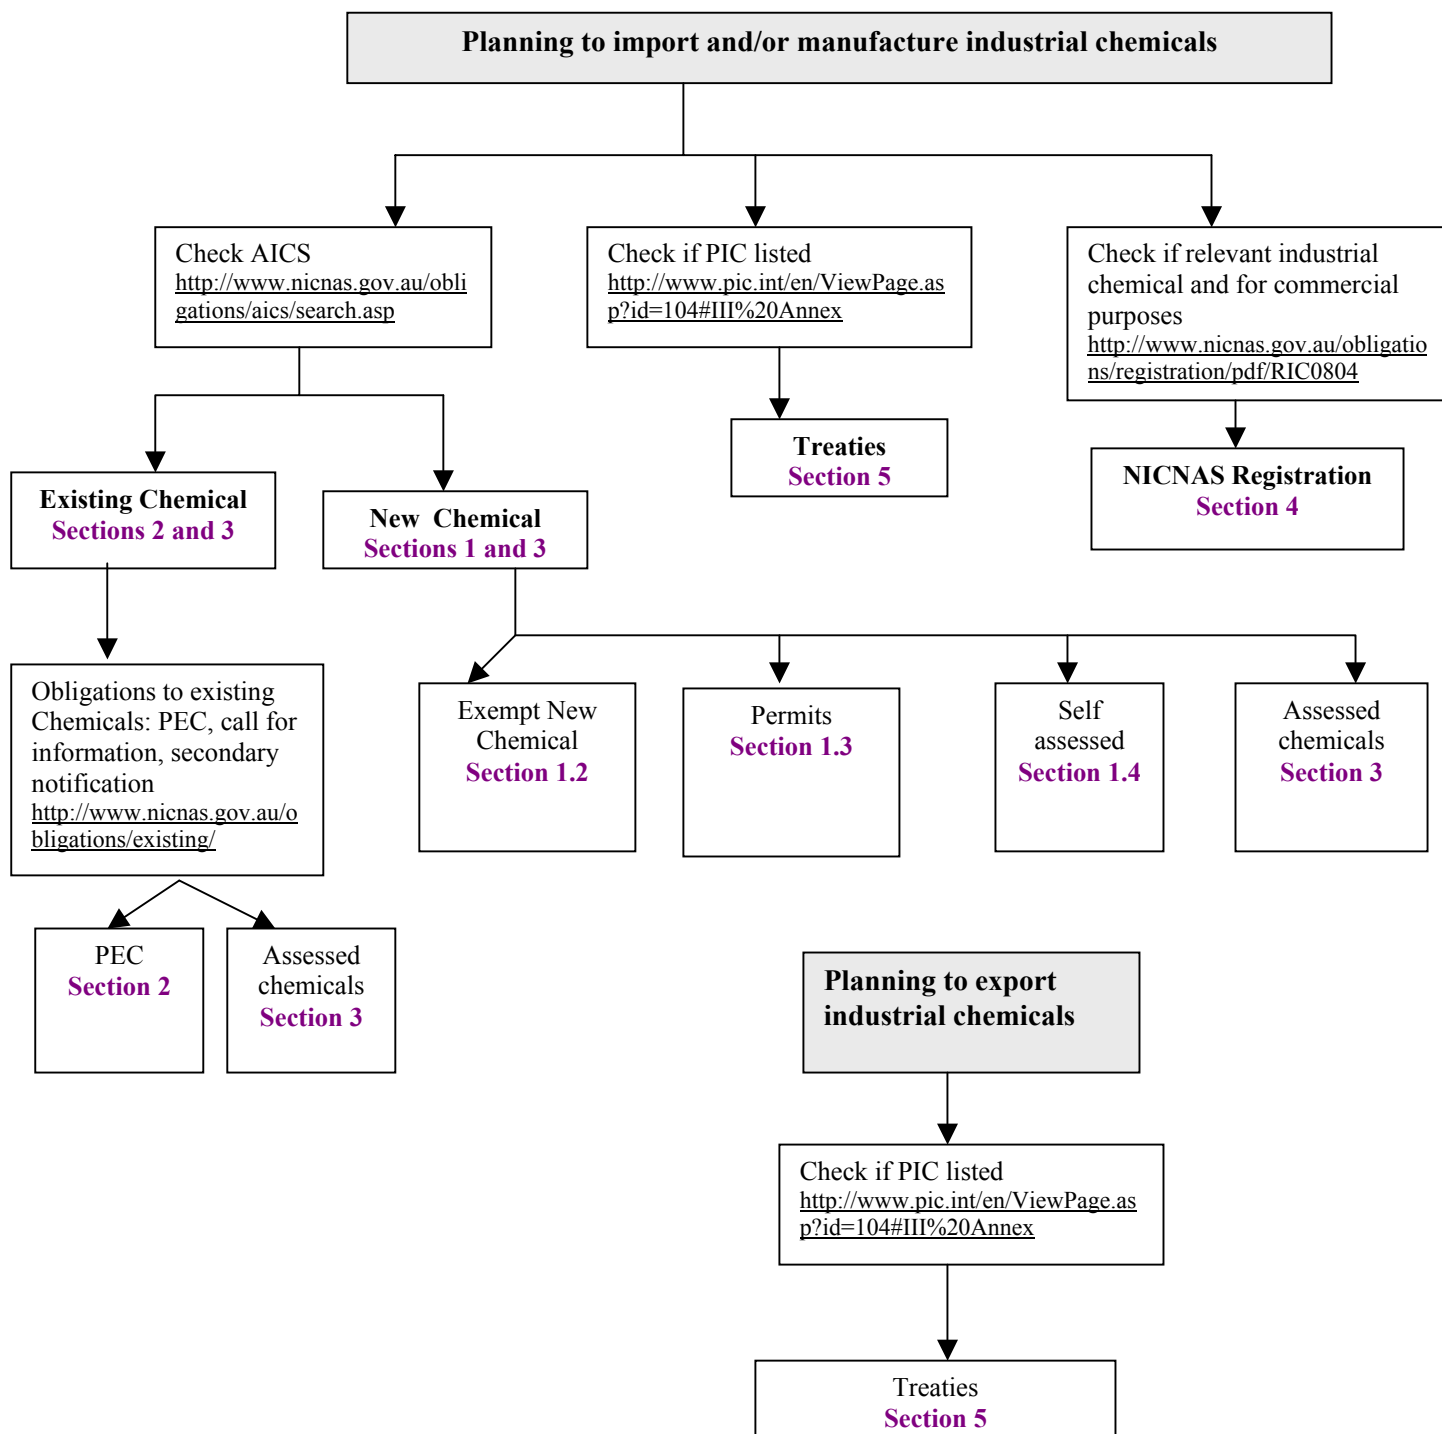 Planning to import and/or manufacture industrial chemicals
Check AICS
http://www.nicnas.gov.au/obli
gations/aics/search.asp
Check if PIC listed
http://www.pic.int/en/ViewPage.as
p?id=104#III%20Annex
Check if relevant industrial
chemical and for commercial
purposes
http://www.nicnas.gov.au/obligatio
ns/registration/pdf/RIC0804
Treaties
Section 5
NICNAS Registration
Section 4
Existing Chemical
Sections 2 and 3
New Chemical
Sections 1 and 3
Obligations to existing
Chemicals: PEC, call for
information, secondary
notification
http://www.nicnas.gov.au/o
bligations/existing/
Exempt New
Chemical
Section 1.2
Permits
Section 1.3
Self
assessed
Section 1.4
Assessed
chemicals
Section 3
PEC
Section 2
Assessed
chemicals
Section 3
Planning to export
industrial chemicals
Check if PIC listed
http://www.pic.int/en/ViewPage.as
p?id=104#III%20Annex
Treaties
Section 5